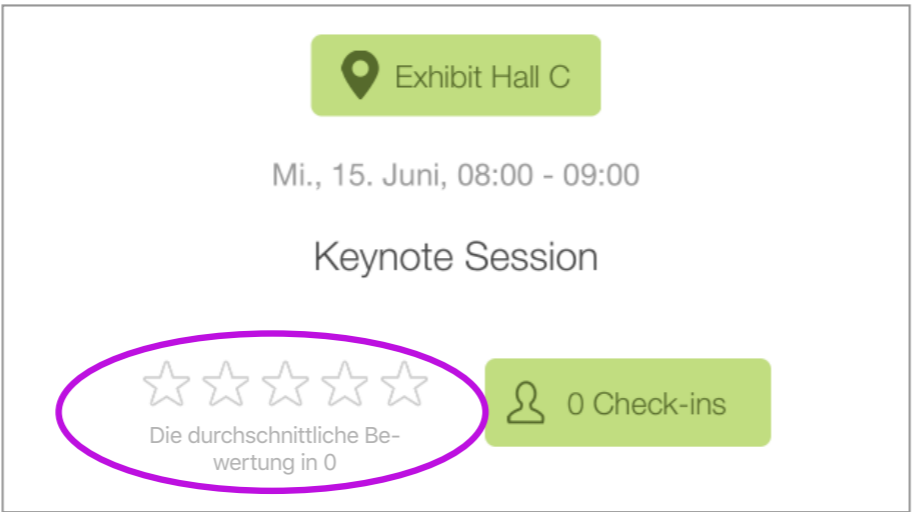 Exhibit Hall C
Mi., 15. Juni, 08:00 - 09:00
Keynote Session
Die durchschnittliche Be-
wertung in 0
0 Check-ins